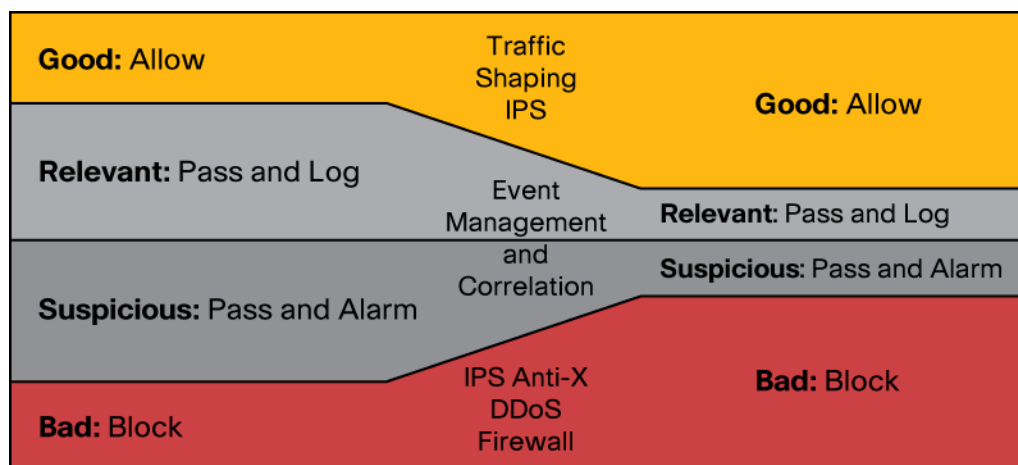 Good: Allow
Relevant: Pass and Log
Suspicious: Pass and Alarm
Bad: Block
Traffic
Shaping
IPS
Event
Management
and
Correlation
IPS Anti-X
DDoS
Firewall
Good: Allow
Relevant: Pass and Log
Suspicious: Pass and Alarm
Bad: Block